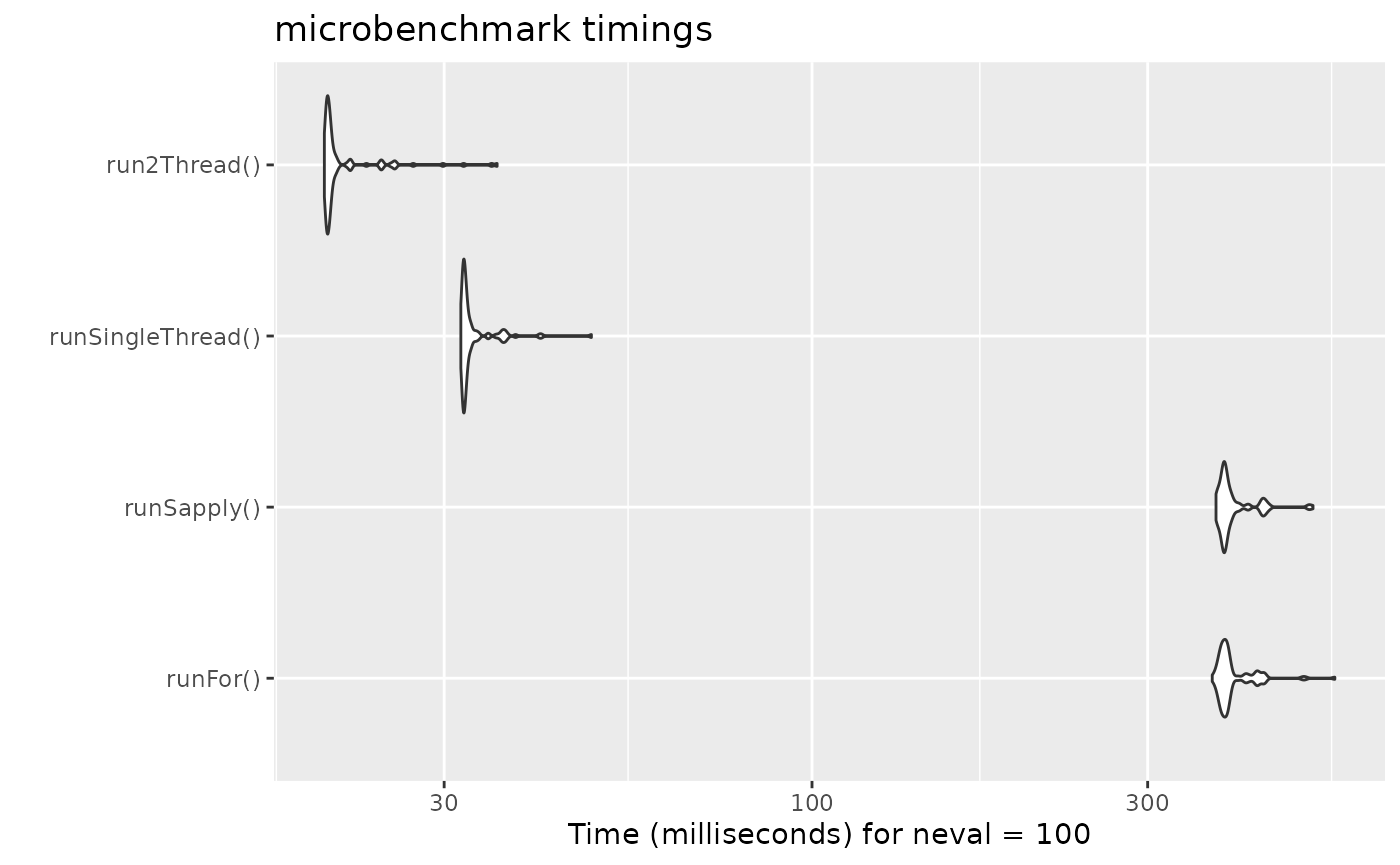 microbenchmark timings
run2Thread()
runSingleThread()
runSapply()
runFor()
30 100 300
Time (milliseconds) for neval = 100